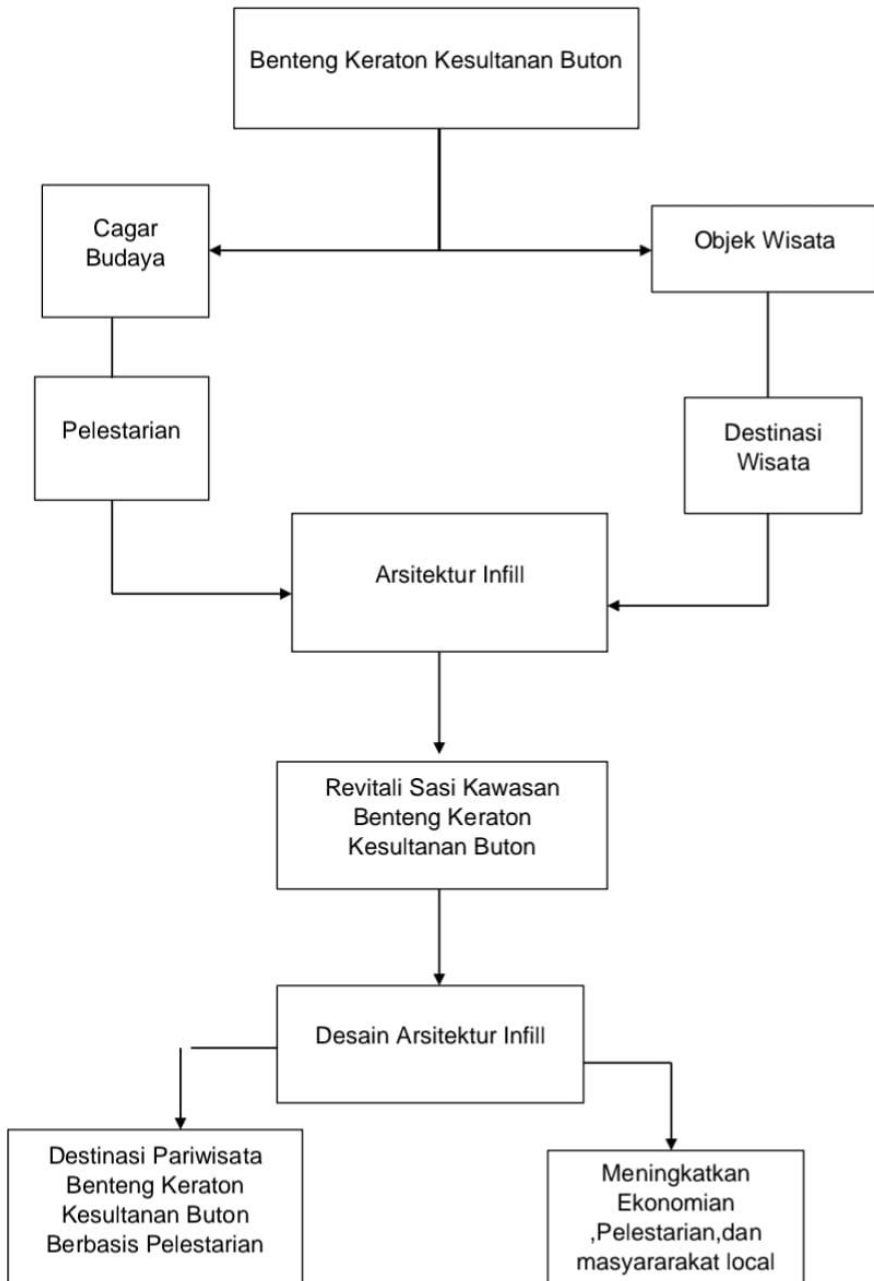 Benteng Keraton Kesultanan Buton
Cagar
Budaya
Objek Wisata
Pelestarian
Destinasi
Wisata
Arsitektur Infill
Revitali Sasi Kawasan
Benteng Keraton
Kesultanan Buton
Desain Arsitektur Infill
Destinasi Pariwisata
Benteng Keraton
Kesultanan Buton
Berbasis Pelestarian
Meningkatkan
Ekonomian
,Pelestarian,dan
masyararakat local